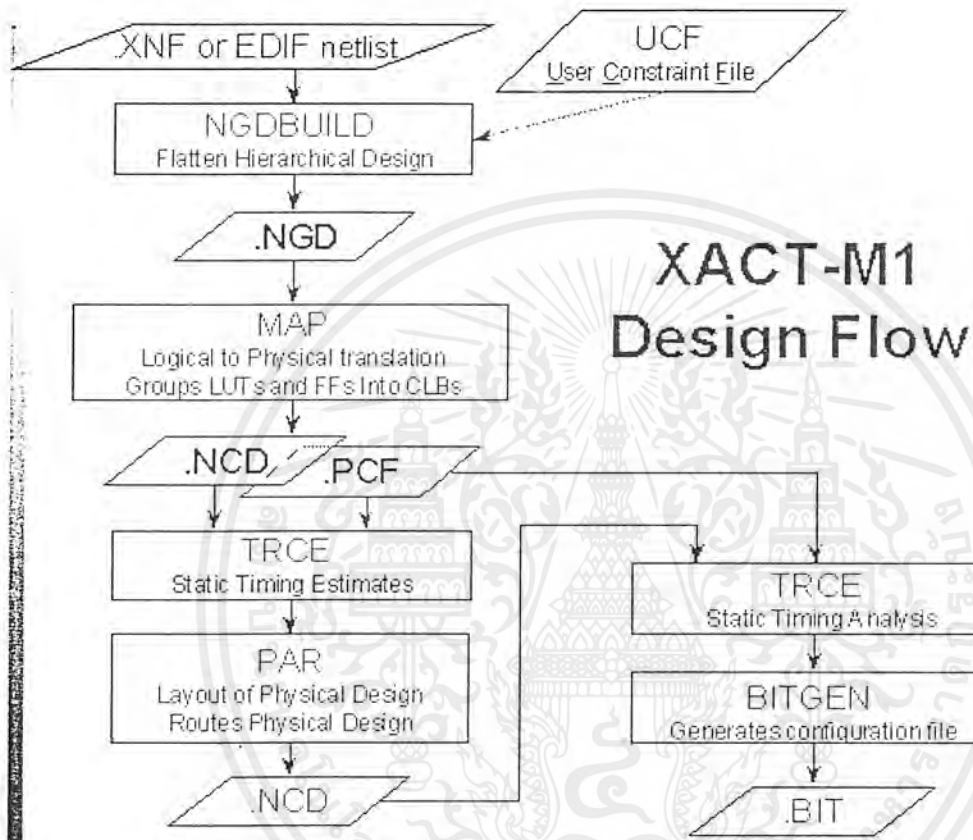 .XNF or EDIF netlist
UCF
User Constraint File
NGDBUILD
Flatten Hierarchical Design
.NGD
XACT-M1
Design Flow
MAP
Logical to Physical translation
Groups LUTs and FFs Into CLBs
.NCD
.PCF
TRCE
Static Timing Estimates
TRCE
Static Timing Analysis
PAR
Layout of Physical Design
Routes Physical Design
BITGEN
Generates configuration file
.NCD
.BIT